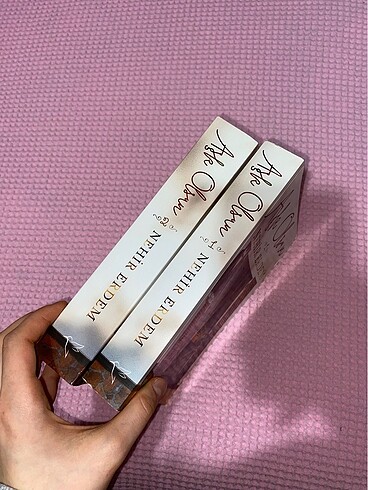 Aşk Olsun
2
NEHİR ERDEM
Aşk Olsun
1
NEHİR ERDEM